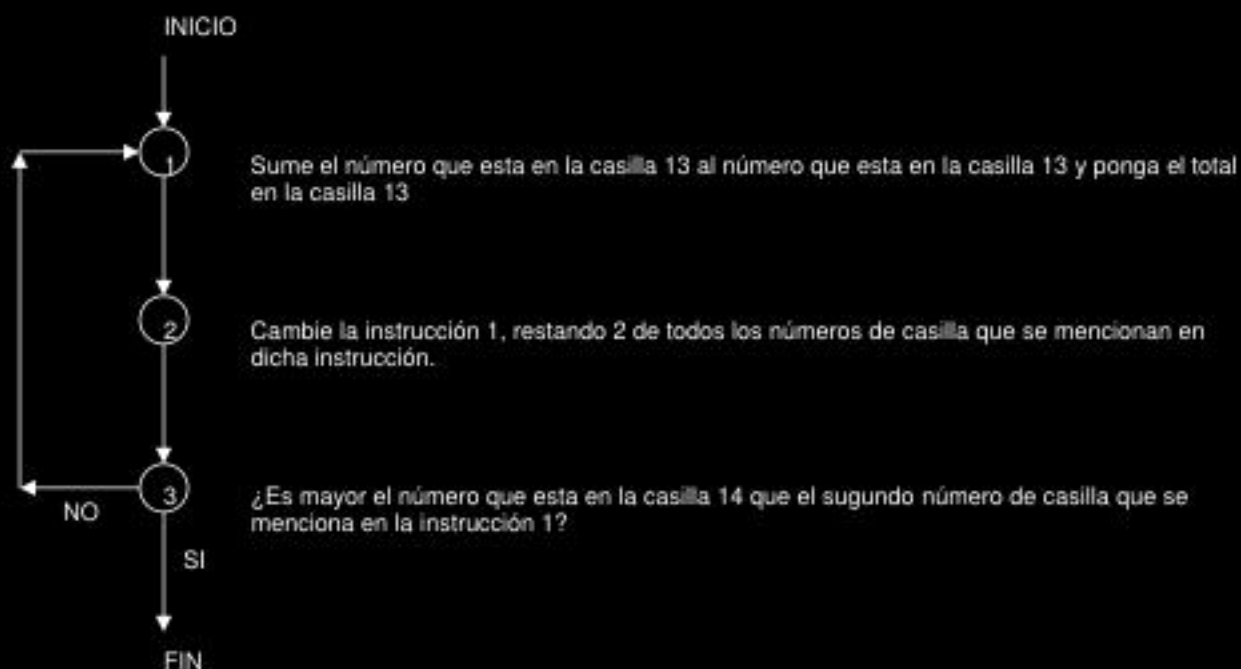 INICIO
1
Sume el número que esta en la casilla 13 al número que esta en la casilla 13 y ponga el total
en la casilla 13
2
Cambie la instrucción 1, restando 2 de todos los números de casilla que se mencionan en
dicha instrucción.
3
¿Es mayor el número que esta en la casilla 14 que el sugundo número de casilla que se
menciona en la instrucción 1?
NO
SI
FIN